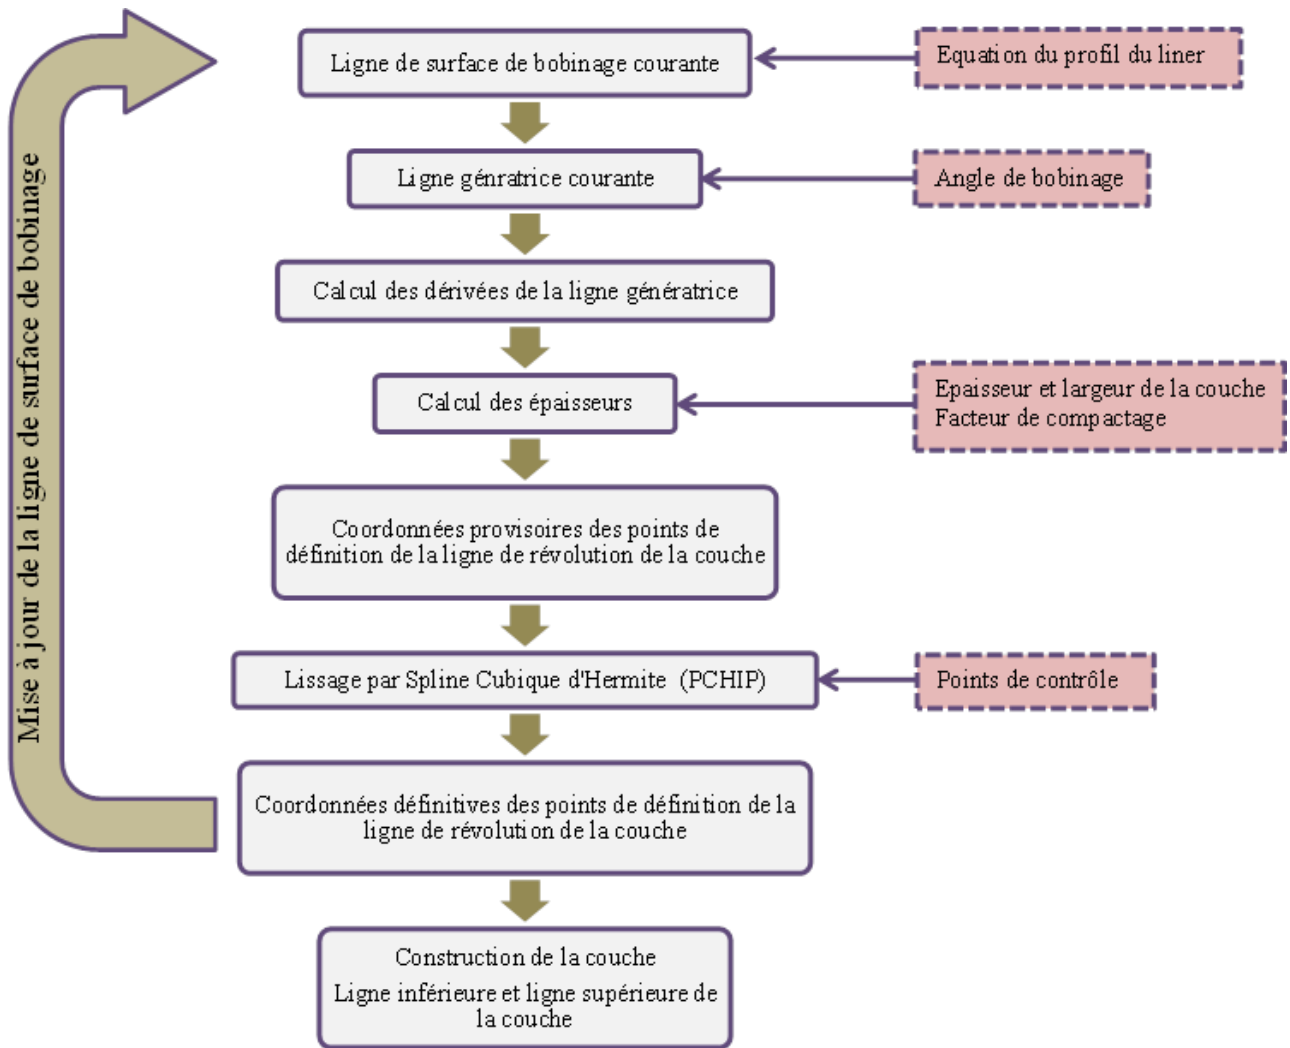 Ligne de surface de bobinage courante
Equation du profil du liner
Ligne génratrice courante
Angle de bobinage
Calcul des dérivées de la ligne génératrice
Calcul des épaisseurs
Epaisseur et largeur de la couche
Facteur de compactage
Coordonnées provisoires des points de
définition de la ligne de révolution de la couche
Lissage par Spline Cubique d'Hermite (PCHIP)
Points de contrôle
Coordonnées définitives des points de définition de la
ligne de révolution de la couche
Construction de la couche
Ligne inférieure et ligne supérieure de
la couche
Mise à jour de la ligne de surface de bobinage